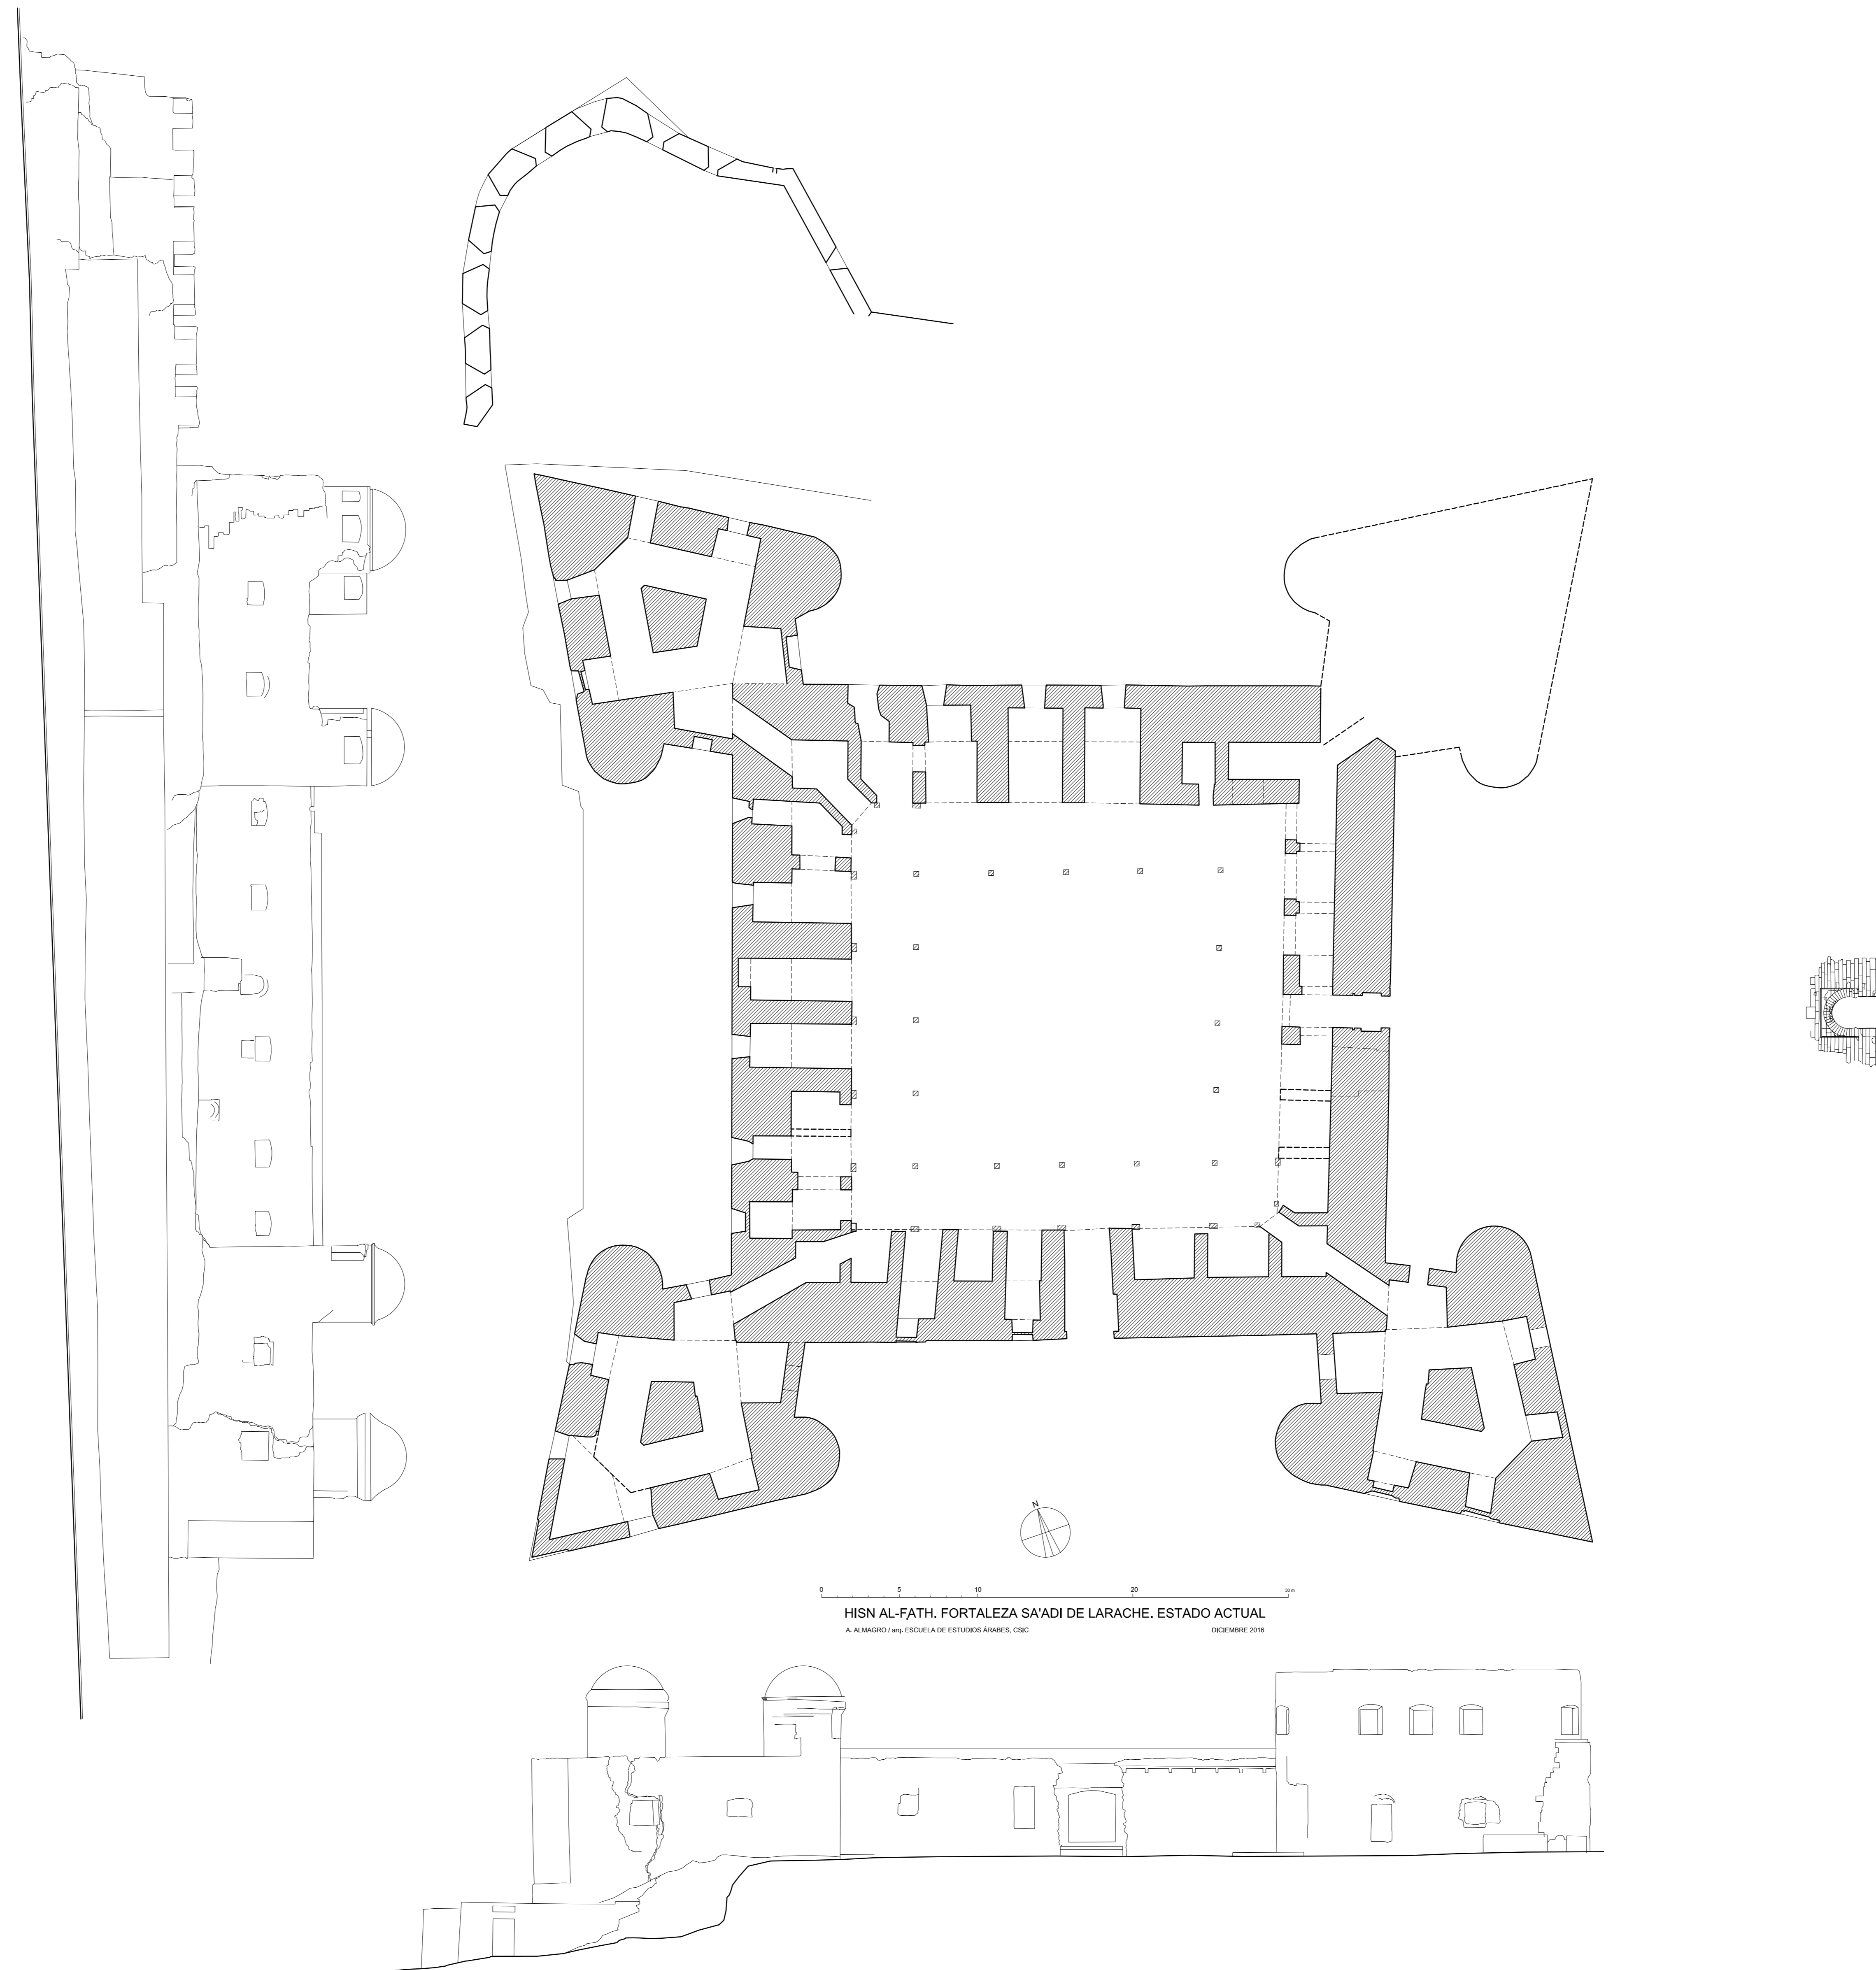 N
0 5 10 20 30 m
HISN AL-FATḤ. FORTALEZA SA'ADI DE LARACHE. ESTADO ACTUAL
A. ALMAGRO / arq. ESCUELA DE ESTUDIOS ÁRABES, CSIC DICIEMBRE 2016